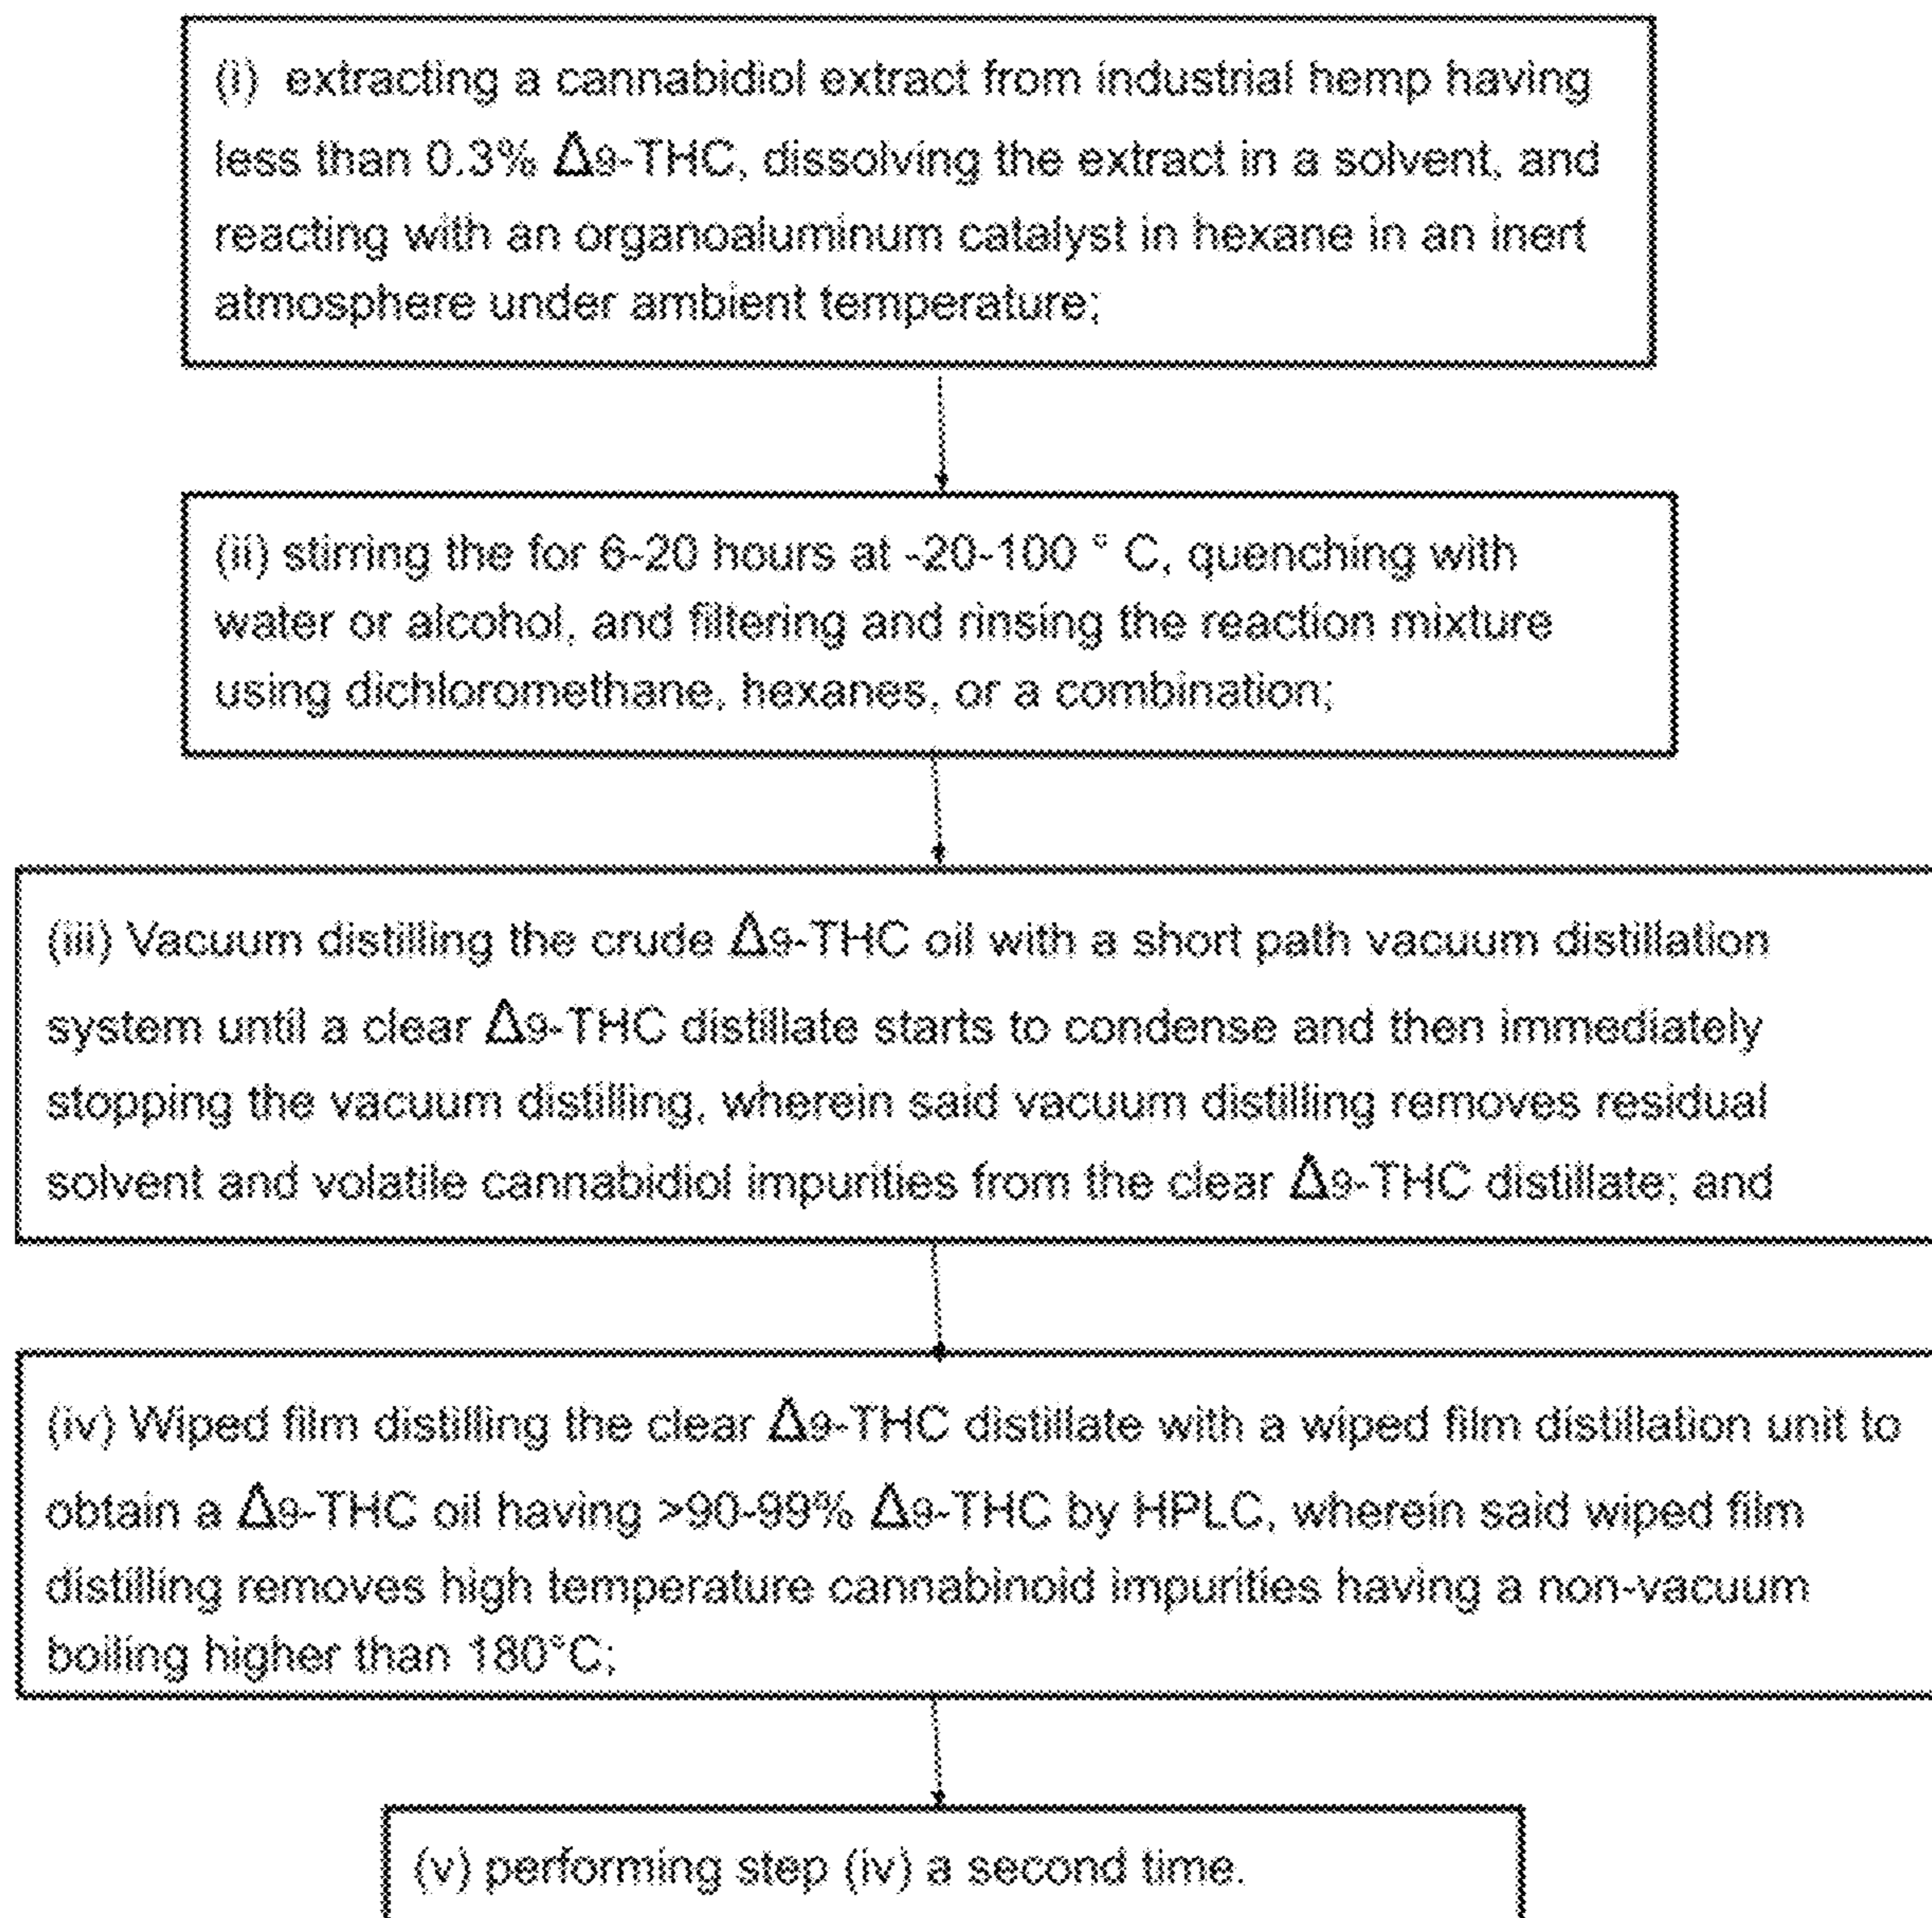 (i) extracting a cannabidiol extract from industrial hemp having
less than 0.3% Δ9-THC, dissolving the extract in a solvent, and
reacting with an organoaluminum catalyst in hexane in an inert
atmosphere under ambient temperature;
(ii) stirring the for 6-20 hours at -20-100 ° C, quenching with
water or alcohol, and filtering and rinsing the reaction mixture
using dichloromethane, hexanes, or a combination;
(iii) Vacuum distilling the crude Δ9-THC oil with a short path vacuum distillation
system until a clear Δ9-THC distillate starts to condense and then immediately
stopping the vacuum distilling, wherein said vacuum distilling removes residual
solvent and volatile cannabidiol impurities from the clear Δ9-THC distillate; and
(iv) Wiped film distilling the clear Δ9-THC distillate with a wiped film distillation unit to
obtain a Δ9-THC oil having >90-99% Δ9-THC by HPLC, wherein said wiped film
distilling removes high temperature cannabinoid impurities having a non-vacuum
boiling higher than 180°C;
(v) performing step (iv) a second time.